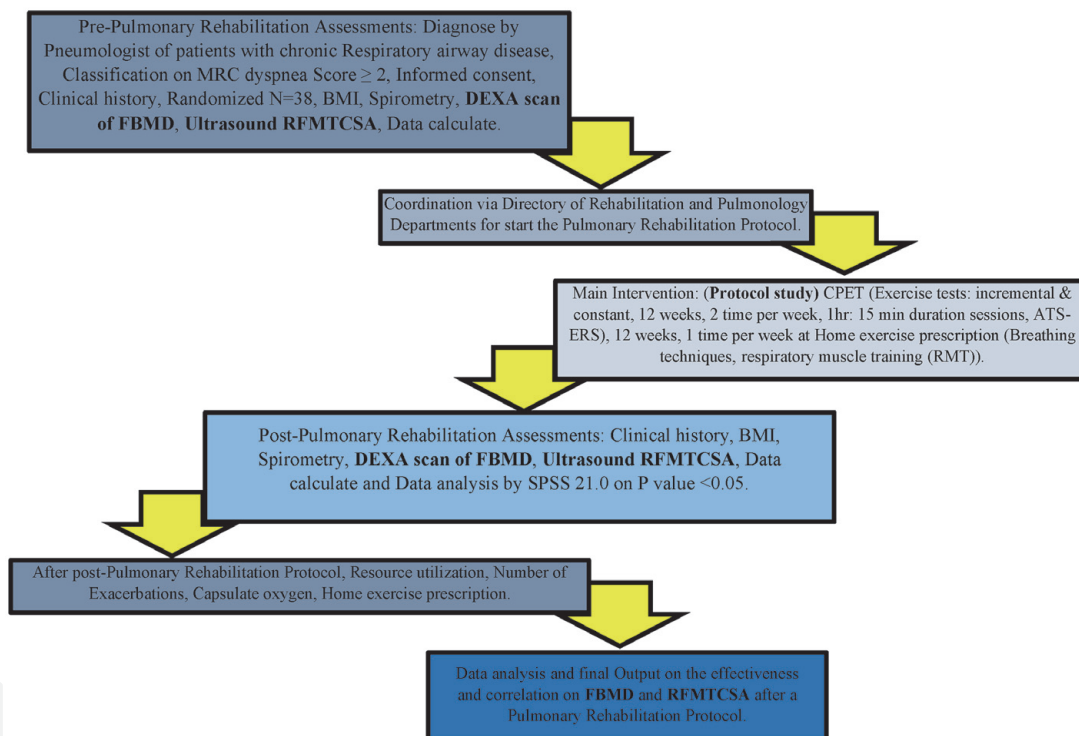 Pre-Pulmonary Rehabilitation Assessments: Diagnose by
Pneumologist of patients with chronic Respiratory airway disease,
Classification on MRC dyspnea Score ≥ 2, Informed consent,
Clinical history, Randomized N=38, BMI, Spirometry, DEXA scan
of FBMD, Ultrasound RFMTCSA, Data calculate.
Coordination via Directory of Rehabilitation and Pulmonology
Departments for start the Pulmonary Rehabilitation Protocol.
Main Intervention: (Protocol study) CPET (Exercise tests: incremental &
constant, 12 weeks, 2 time per week, 1hr: 15 min duration sessions, ATS-
ERS), 12 weeks, 1 time per week at Home exercise prescription (Breathing
techniques, respiratory muscle training (RMT)).
Post-Pulmonary Rehabilitation Assessments: Clinical history, BMI,
Spirometry, DEXA scan of FBMD, Ultrasound RFMTCSA, Data
calculate and Data analysis by SPSS 21.0 on P value <0.05.
After post-Pulmonary Rehabilitation Protocol, Resource utilization, Number of
Exacerbations, Capsulate oxygen, Home exercise prescription.
Data analysis and final Output on the effectiveness
and correlation on FBMD and RFMTCSA after a
Pulmonary Rehabilitation Protocol.